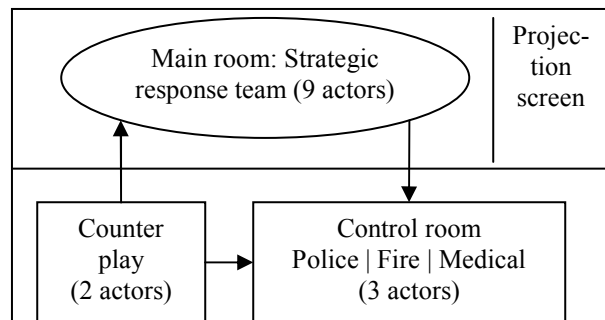 Main room: Strategic
response team (9 actors)
Projec-
tion
screen
Counter
play
(2 actors)
Control room
Police | Fire | Medical
(3 actors)